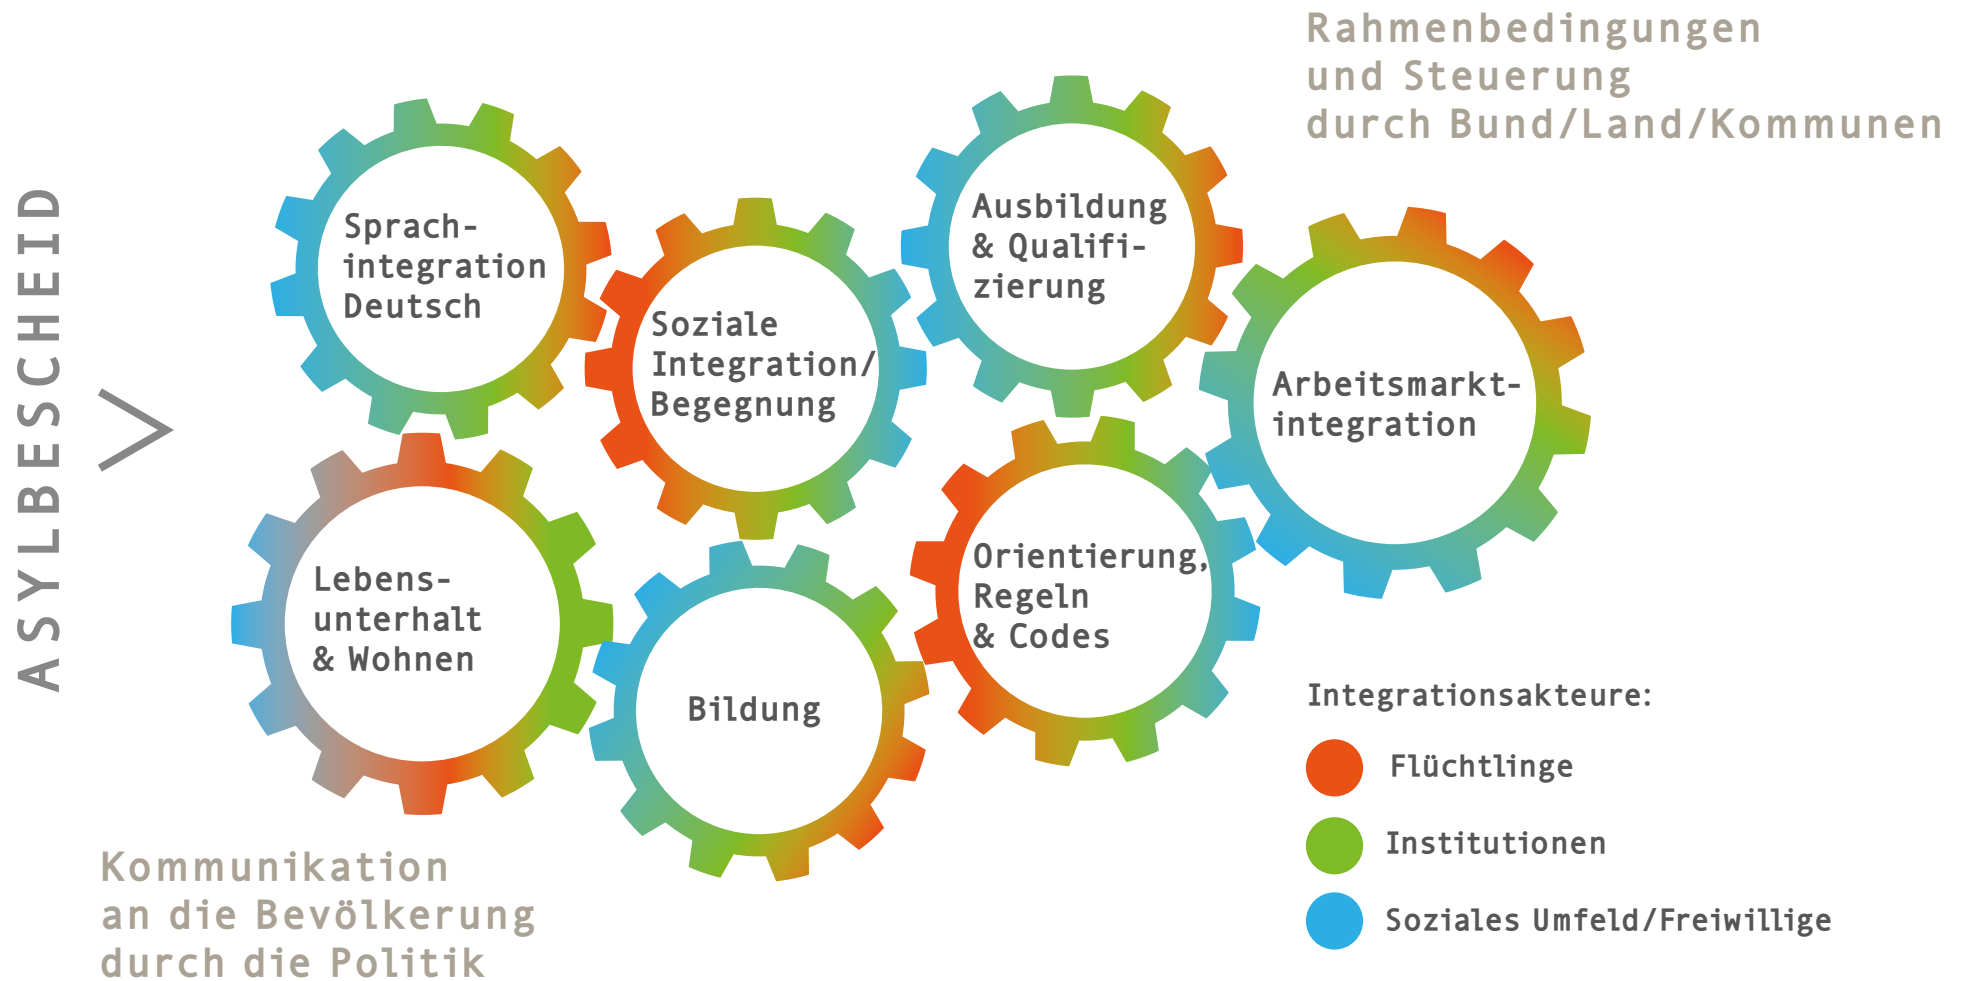 ASYLBESCHEID
Rahmenbedingungen
und Steuerung
durch Bund/Land/Kommunen
Sprach-
integration
Deutsch
Soziale
Integration/
Begegnung
Ausbildung
& Qualifi-
zierung
Arbeitsmarkt-
integration
Lebens-
unterhalt
& Wohnen
Bildung
Orientierung,
Regeln
& Codes
Integrationsakteure:
Flüchtlinge
Institutionen
Soziales Umfeld/Freiwillige
Kommunikation
an die Bevölkerung
durch die Politik